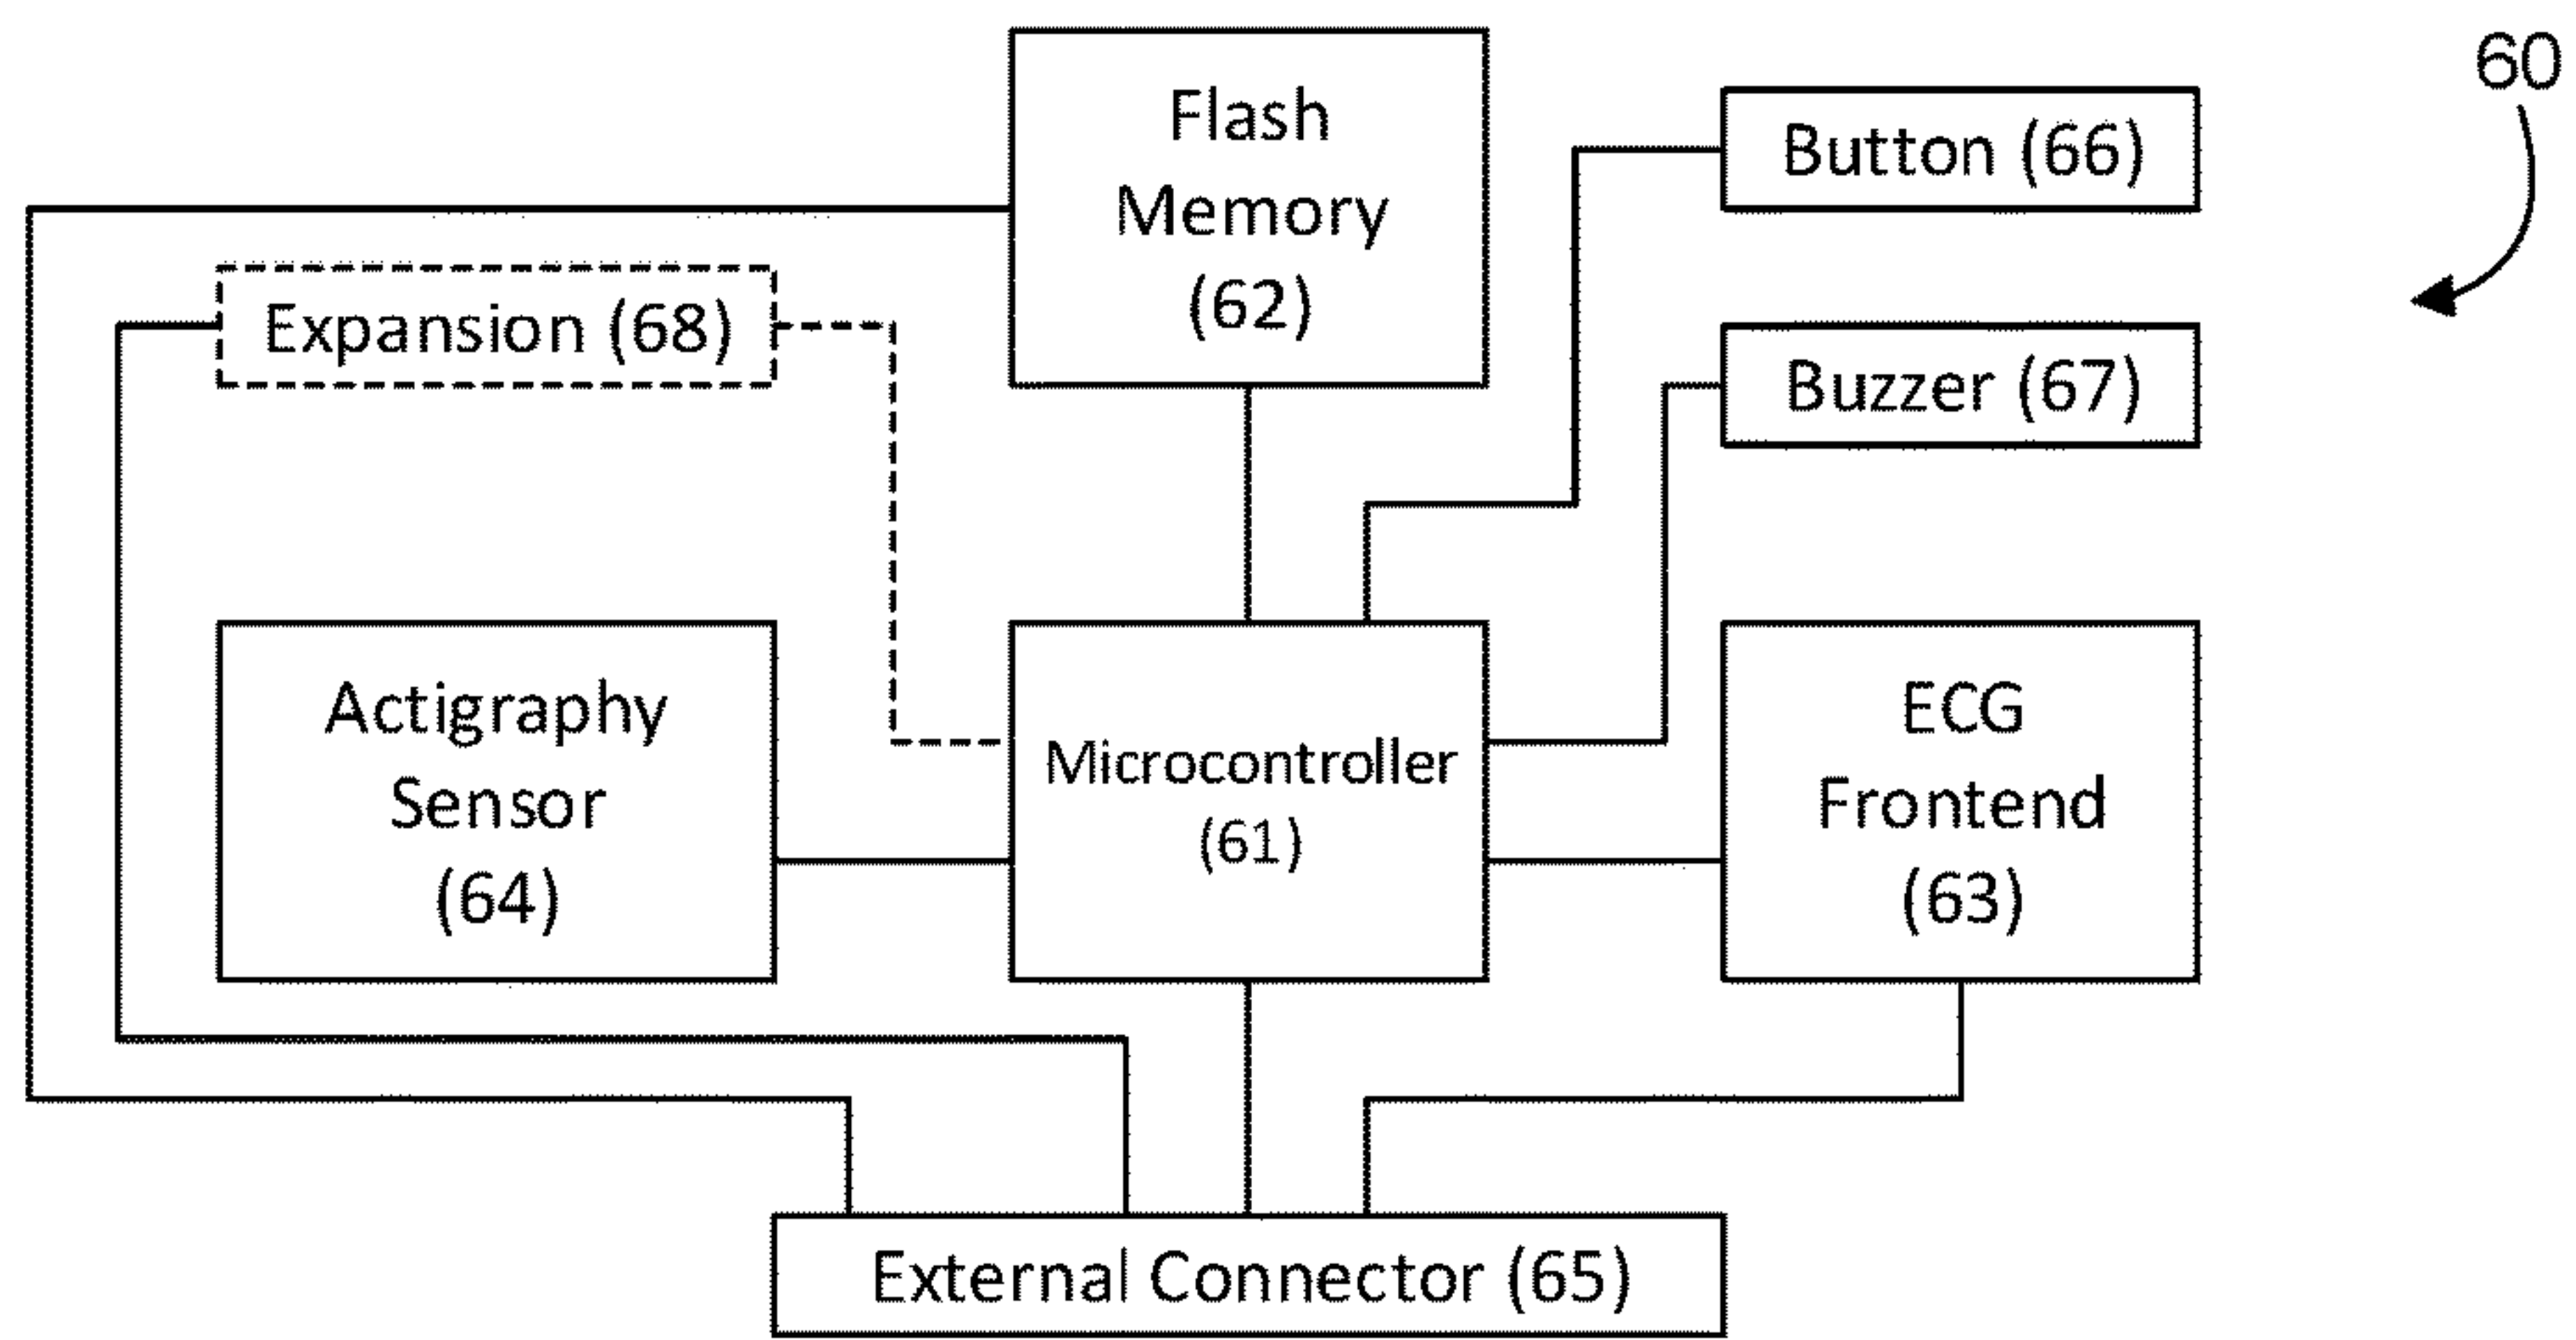 60
Flash
Memory
(62)
Button (66)
Expansion (68)
Buzzer (67)
Actigraphy
Sensor
(64)
Microcontroller
(61)
ECG
Frontend
(63)
External Connector (65)